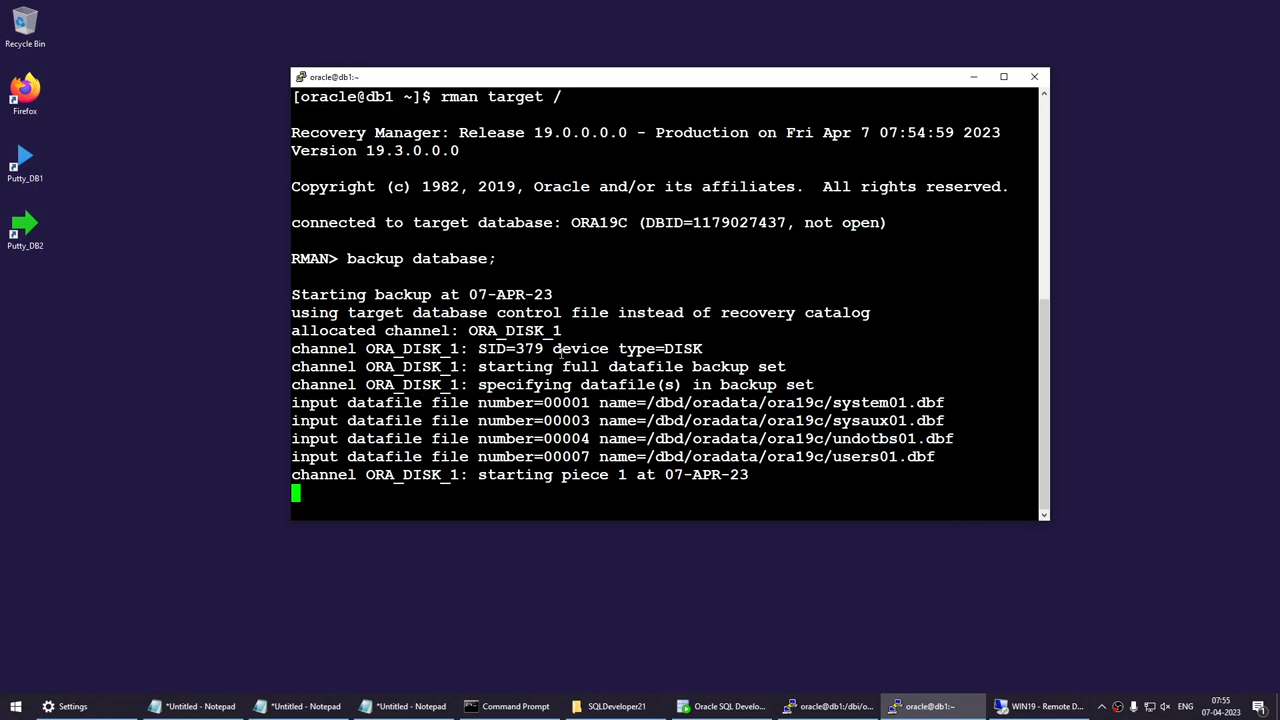 Recycle Bin
Firefox
Putty_DB1
Putty_DB2
oracle@db1:~
[oracle@db1 ~]$ rman target /
Recovery Manager: Release 19.0.0.0.0 - Production on Fri Apr 7 07:54:59 2023
Version 19.3.0.0.0
Copyright (c) 1982, 2019, Oracle and/or its affiliates.  All rights reserved.
connected to target database: ORA19C (DBID=1179027437, not open)
RMAN> backup database;
Starting backup at 07-APR-23
using target database control file instead of recovery catalog
allocated channel: ORA_DISK_1
channel ORA_DISK_1: SID=379 device type=DISK
channel ORA_DISK_1: starting full datafile backup set
channel ORA_DISK_1: specifying datafile(s) in backup set
input datafile file number=00001 name=/dbd/oradata/ora19c/system01.dbf
input datafile file number=00003 name=/dbd/oradata/ora19c/sysaux01.dbf
input datafile file number=00004 name=/dbd/oradata/ora19c/undotbs01.dbf
input datafile file number=00007 name=/dbd/oradata/ora19c/users01.dbf
channel ORA_DISK_1: starting piece 1 at 07-APR-23
Settings
*Untitled - Notepad
*Untitled - Notepad
*Untitled - Notepad
Command Prompt
SQLDeveloper21
Oracle SQL Develo...
oracle@db1:/dbi/o...
oracle@db1:~
WIN19 - Remote D...
ENG
07:55
07-04-2023
1